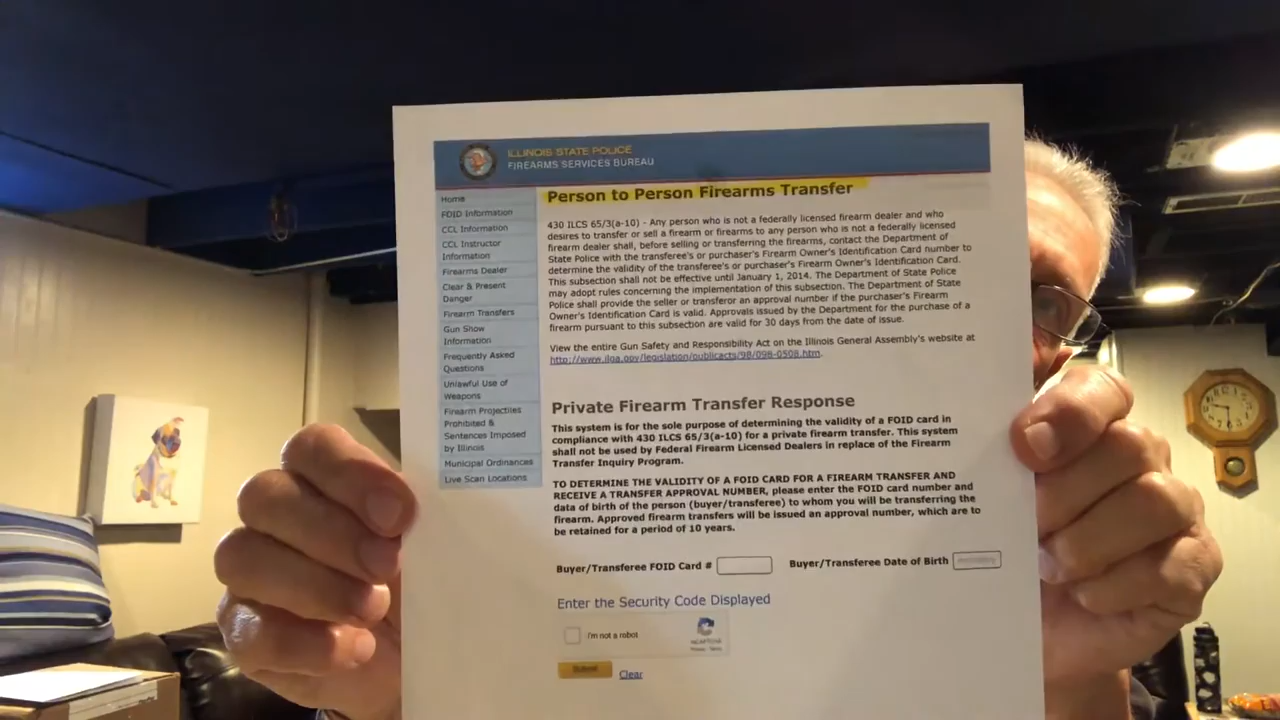 ILLINOIS STATE POLICE
FIREARMS SERVICES BUREAU
Home
FOID Information
CCL Information
CCL Instructor
Information
Firearms Dealer
Clear & Present
Danger
Firearm Transfers
Gun Show
Information
Frequently Asked
Questions
Unlawful Use of
Weapons
Firearm Projectiles
Prohibited &
Sentences Imposed
by Illinois
Municipal Ordinances
Live Scan Locations
Person to Person Firearms Transfer
430 ILCS 65/3(a-10) - Any person who is not a federally licensed firearm dealer and who
desires to transfer or sell a firearm or firearms to any person who is not a federally licensed
firearm dealer shall, before selling or transferring the firearms, contact the Department of
State Police with the transferee's or purchaser's Firearm Owner's Identification Card number to
determine the validity of the transferee's or purchaser's Firearm Owner's Identification Card.
This subsection shall not be effective until January 1, 2014. The Department of State Police
may adopt rules concerning the implementation of this subsection. The Department of State
Police shall provide the seller or transferor an approval number if the purchaser's Firearm
Owner's Identification Card is valid. Approvals issued by the Department for the purchase of a
firearm pursuant to this subsection are valid for 30 days from the date of issue.
View the entire Gun Safety and Responsibility Act on the Illinois General Assembly's website at
http://www.ilga.gov/legislation/publicacts/98/098-0508.htm.
Private Firearm Transfer Response
This system is for the sole purpose of determining the validity of a FOID card in
compliance with 430 ILCS 65/3(a-10) for a private firearm transfer. This system
shall not be used by Federal Firearm Licensed Dealers in replace of the Firearm
Transfer Inquiry Program.
TO DETERMINE THE VALIDITY OF A FOID CARD FOR A FIREARM TRANSFER AND
RECEIVE A TRANSFER APPROVAL NUMBER, please enter the FOID card number and
data of birth of the person (buyer/transferee) to whom you will be transferring the
firearm. Approved firearm transfers will be issued an approval number, which are to
be retained for a period of 10 years.
Buyer/Transferee FOID Card # Buyer/Transferee Date of Birth
Enter the Security Code Displayed
I'm not a robot
reCAPTCHA
Submit Clear